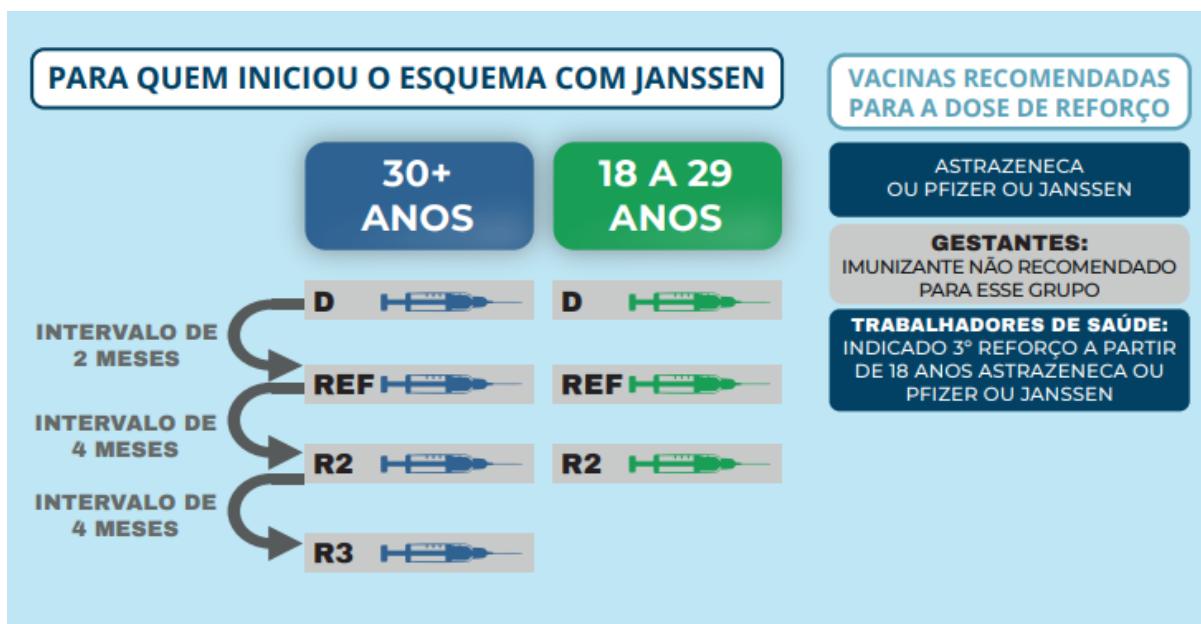 PARA QUEM INICIOU O ESQUEMA COM JANSSEN
30+
ANOS
18 A 29
ANOS
D
D
INTERVALO DE
2 MESES
REF
REF
INTERVALO DE
4 MESES
R2
R2
INTERVALO DE
4 MESES
R3
VACINAS RECOMENDADAS
PARA A DOSE DE REFORÇO
ASTRAZENECA
OU PFIZER OU JANSSEN
GESTANTES:
IMUNIZANTE NÃO RECOMENDADO
PARA ESSE GRUPO
TRABALHADORES DE SAÚDE:
INDICADO 3º REFORÇO A PARTIR
DE 18 ANOS ASTRAZENECA OU
PFIZER OU JANSSEN